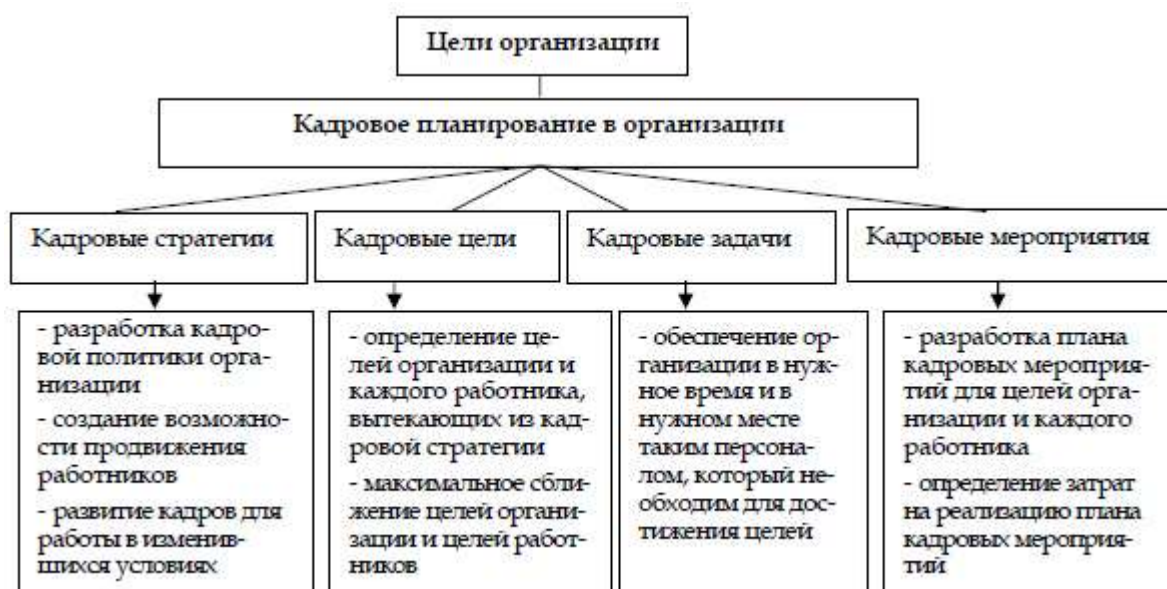 Цели организации
Кадровое планирование в организации
Кадровые стратегии
Кадровые цели
Кадровые задачи
Кадровые мероприятия
- разработка кадро-
вой политики орга-
низации
- создание возможно-
сти продвижения
работников
- развитие кадров для
работы в изменив-
шихся условиях
- определение це-
лей организации и
каждого работника,
вытекающих из кад-
ровой стратегии
- максимальное сбли-
жение целей органи-
зации и целей работ-
ников
- обеспечение ор-
ганизации в нуж-
ное время и в
нужном месте
таким персона-
лом, который не-
обходим для дос-
тижения целей
- разработка плана
кадровых мероприя-
тий для целей орга-
низации и каждого
работника
- определение затрат
на реализацию плана
кадровых мероприя-
тий